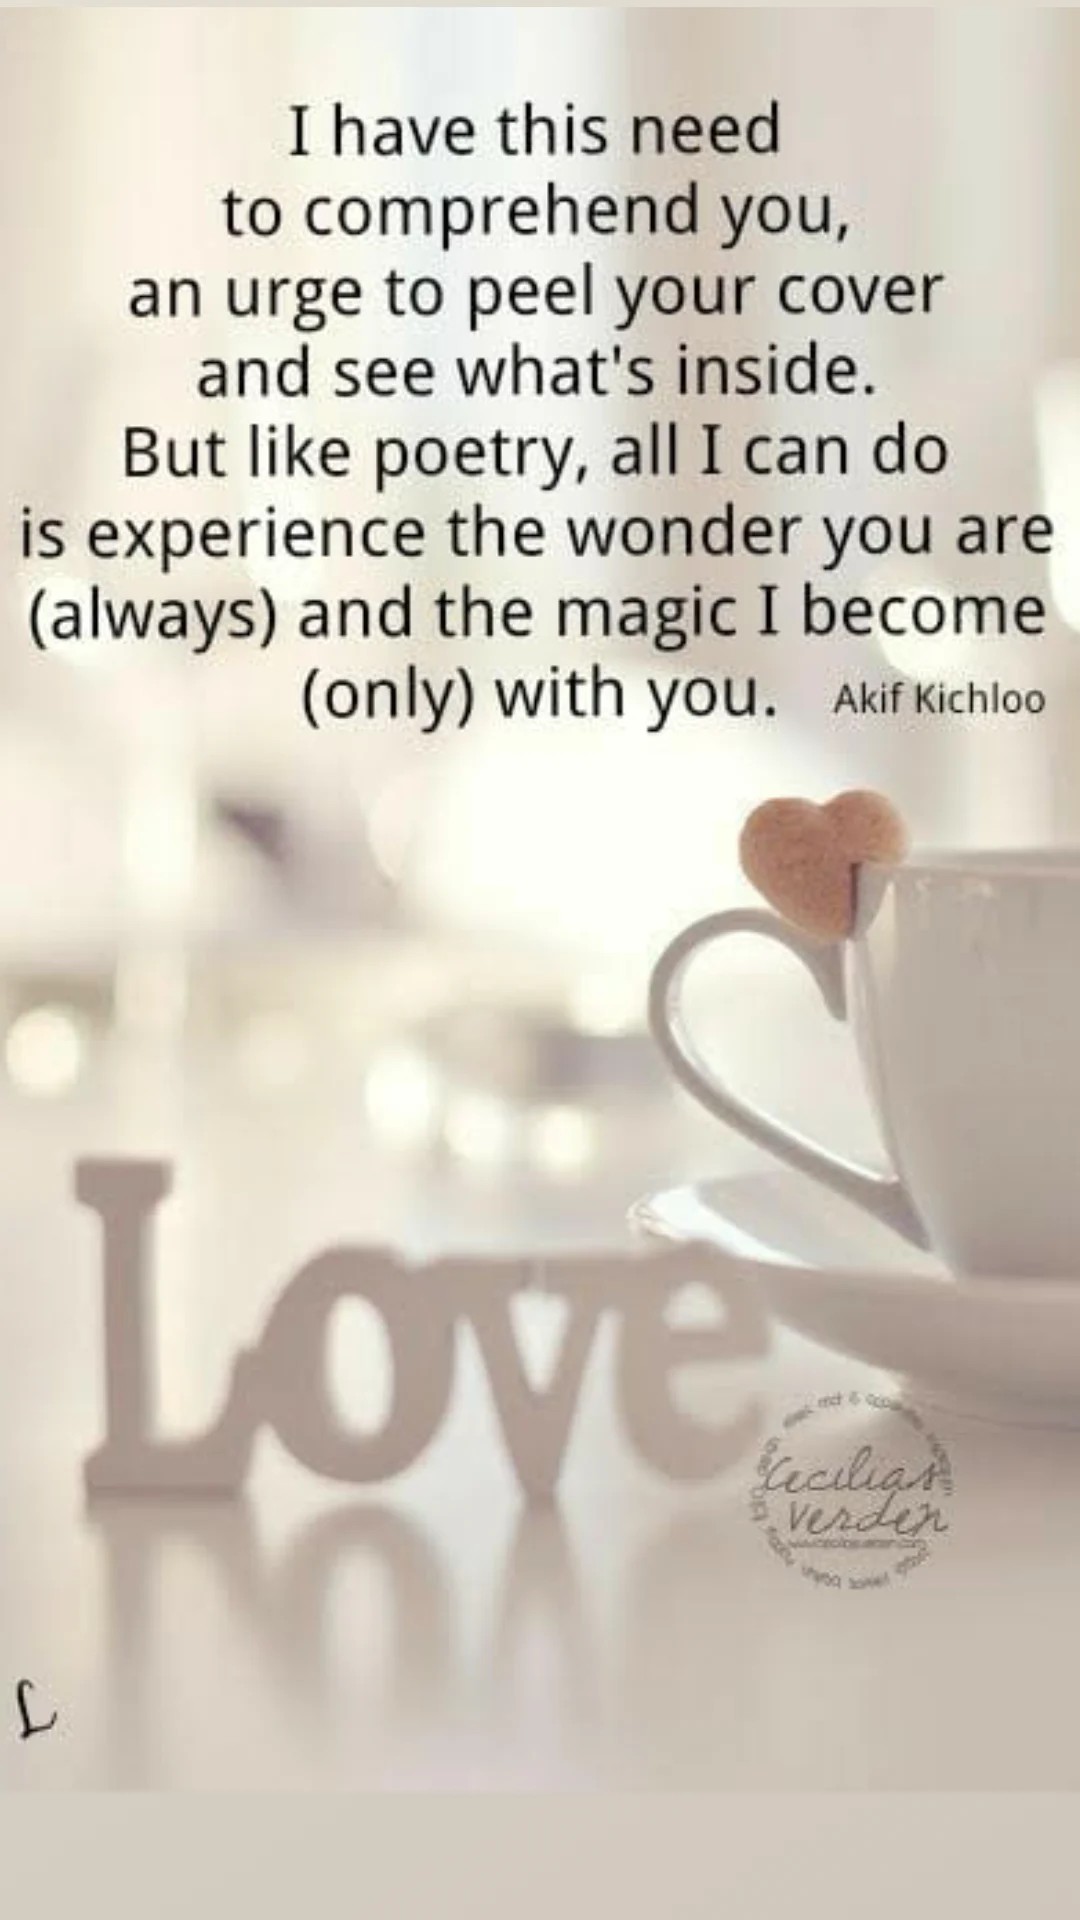 I have this need
to comprehend you,
an urge to peel your cover
and see what's inside.
But like poetry, all I can do
is experience the wonder you are
(always) and the magic I become
(only) with you.
Akif Kichloo
Love
Cecilias
Verden
L